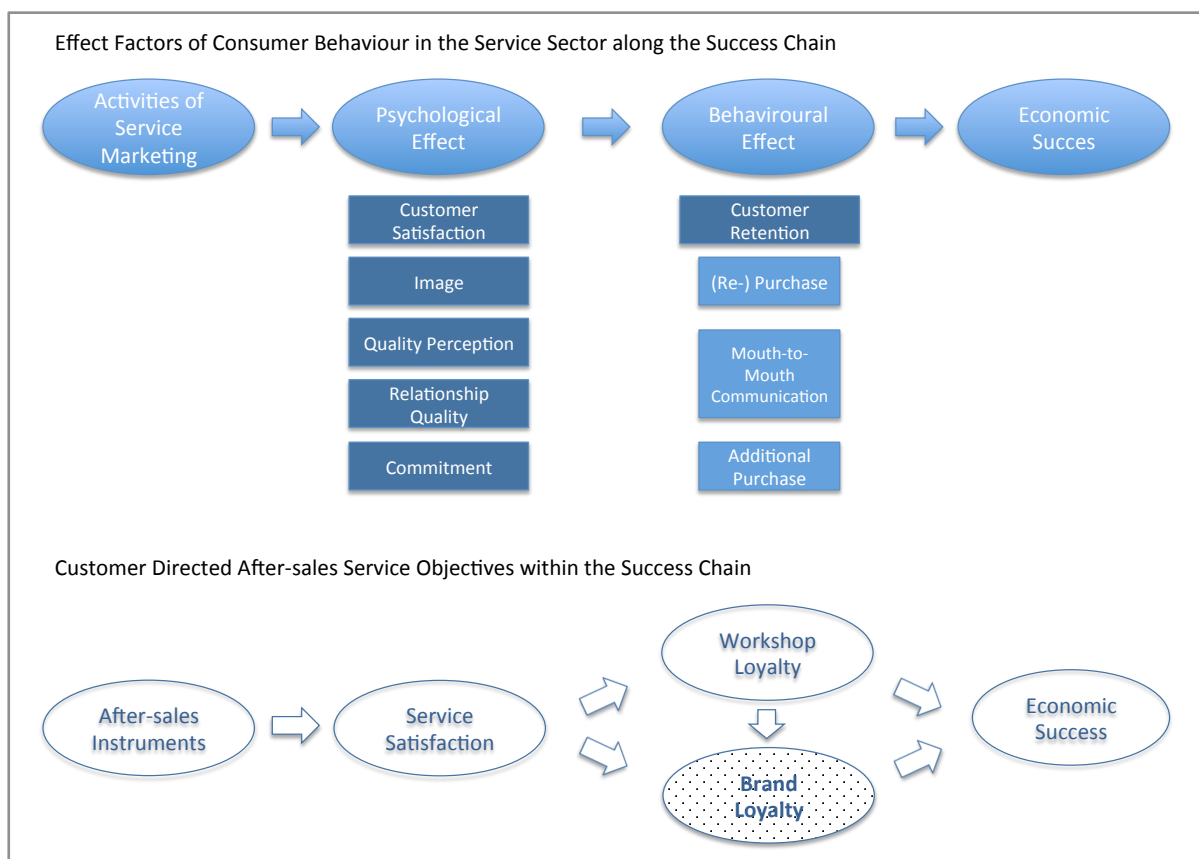 Effect Factors of Consumer Behaviour in the Service Sector along the Success Chain
Activities of
Service
Marketing
Psychological
Effect
Behaviroural
Effect
Economic
Succes
Customer
Satisfaction
Image
Quality Perception
Relationship
Quality
Commitment
Customer
Retention
(Re-) Purchase
Mouth-to-
Mouth
Communication
Additional
Purchase
Customer Directed After-sales Service Objectives within the Success Chain
After-sales
Instruments
Service
Satisfaction
Workshop
Loyalty
Brand
Loyalty
Economic
Success